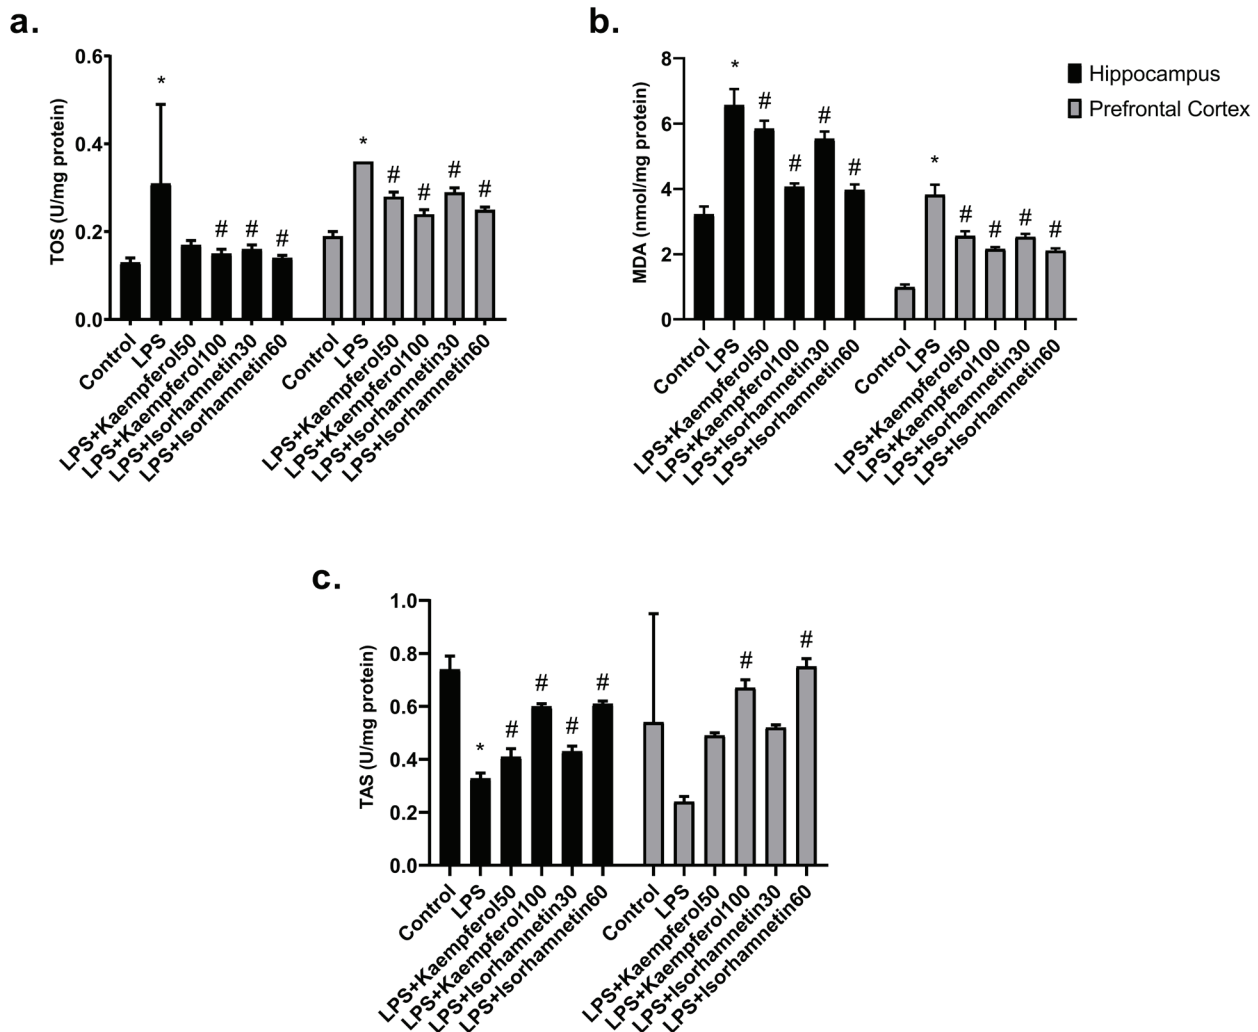 a.
TOS (U/mg protein)
0.6
0.4
0.2
0.0
*
#
#
#
*
#
#
#
#
Control
LPS
LPS+Kaempferol50
LPS+Kaempferol100
LPS+Isorhamnetin30
LPS+Isorhamnetin60
Control
LPS
LPS+Kaempferol50
LPS+Kaempferol100
LPS+Isorhamnetin30
LPS+Isorhamnetin60
b.
MDA (nmol/mg protein)
8
6
4
2
0
*
#
#
#
#
*
#
#
#
#
Control
LPS
LPS+Kaempferol50
LPS+Kaempferol100
LPS+Isorhamnetin30
LPS+Isorhamnetin60
Control
LPS
LPS+Kaempferol50
LPS+Kaempferol100
LPS+Isorhamnetin30
LPS+Isorhamnetin60
Hippocampus
Prefrontal Cortex
c.
TAS (U/mg protein)
1.0
0.8
0.6
0.4
0.2
0.0
*
#
#
#
#
#
#
Control
LPS
LPS+Kaempferol50
LPS+Kaempferol100
LPS+Isorhamnetin30
LPS+Isorhamnetin60
Control
LPS
LPS+Kaempferol50
LPS+Kaempferol100
LPS+Isorhamnetin30
LPS+Isorhamnetin60